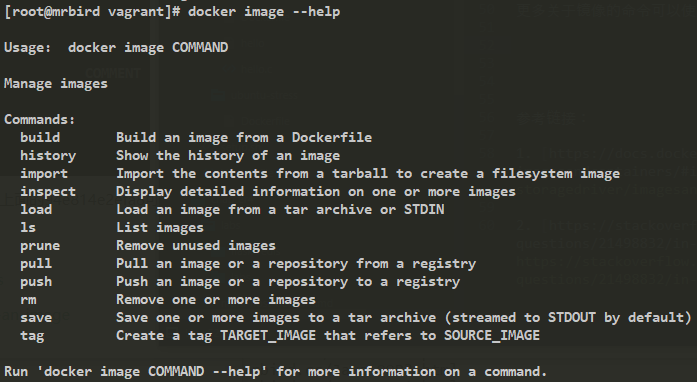 [root@mrbird vagrant]# docker image --help
Usage:  docker image COMMAND
Manage images
Commands:
  build       Build an image from a Dockerfile
  history     Show the history of an image
  import      Import the contents from a tarball to create a filesystem image
  inspect     Display detailed information on one or more images
  load        Load an image from a tar archive or STDIN
  ls          List images
  prune       Remove unused images
  pull        Pull an image or a repository from a registry
  push        Push an image or a repository to a registry
  rm          Remove one or more images
  save        Save one or more images to a tar archive (streamed to STDOUT by default)
  tag         Create a tag TARGET_IMAGE that refers to SOURCE_IMAGE
Run 'docker image COMMAND --help' for more information on a command.